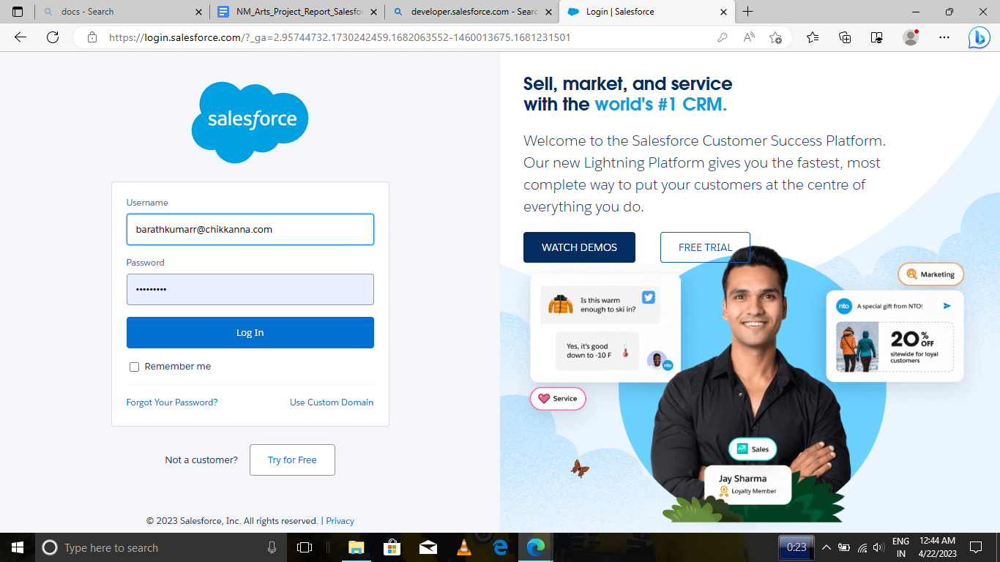 docs - Search
NM_Arts_Project_Report_Salesfor
developer.salesforce.com - Searc
Login | Salesforce
https://login.salesforce.com/?_ga=2.95744732.1730242459.1682063552-1460013675.1681231501
salesforce
Username
barathkumarr@chikkanna.com
Password
•••••••••
Log In
Remember me
Forgot Your Password?
Use Custom Domain
Not a customer?
Try for Free
© 2023 Salesforce, Inc. All rights reserved. | Privacy
Sell, market, and service
with the world's #1 CRM.
Welcome to the Salesforce Customer Success Platform.
Our new Lightning Platform gives you the fastest, most
complete way to put your customers at the centre of
everything you do.
WATCH DEMOS
FREE TRIAL
Is this warm
enough to ski in?
Yes, it's good
down to -10 F
nto
Service
Marketing
nto
A special gift from NTO!
20% OFF
sitewide for loyal
customers
Sales
Jay Sharma
Loyalty Member
Type here to search
0:23
ENG
IN
12:44 AM
4/22/2023